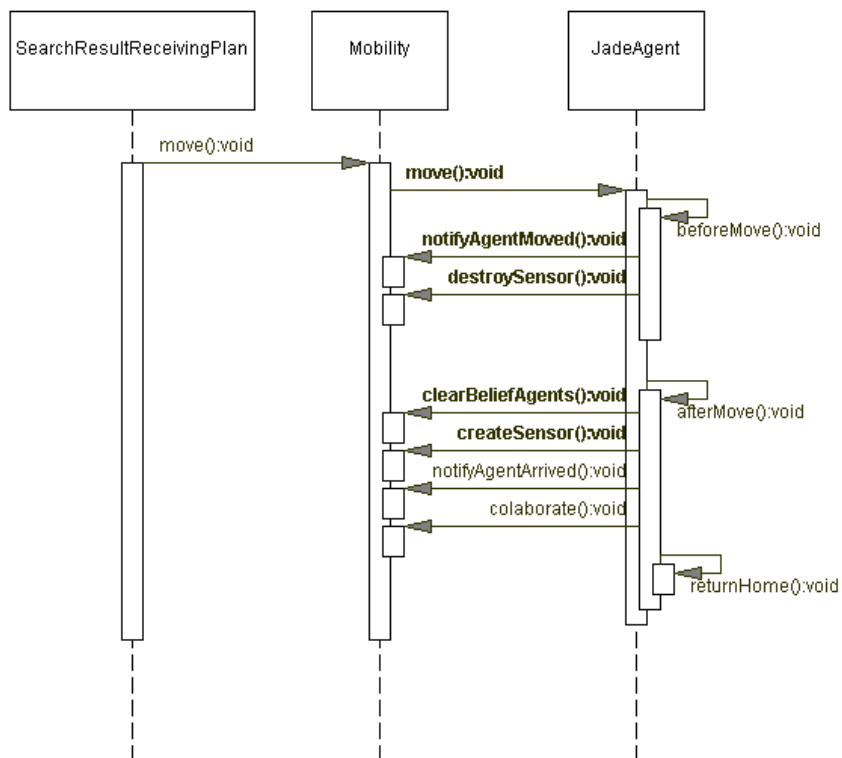 SearchResultReceivingPlan
Mobility
JadeAgent
move():void
move():void
beforeMove():void
notifyAgentMoved():void
destroySensor():void
clearBeliefAgents():void
afterMove():void
createSensor():void
notifyAgentArrived():void
colaborate():void
returnHome():void